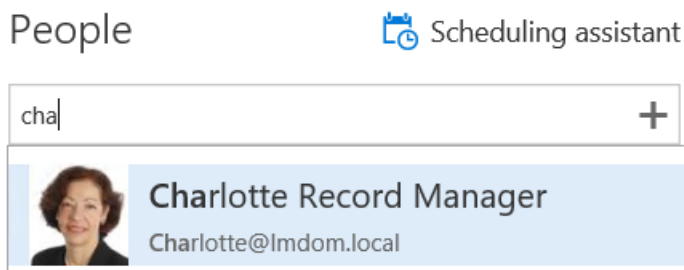 People
Scheduling assistant
cha
Charlotte Record Manager
Charlotte@lmdom.local